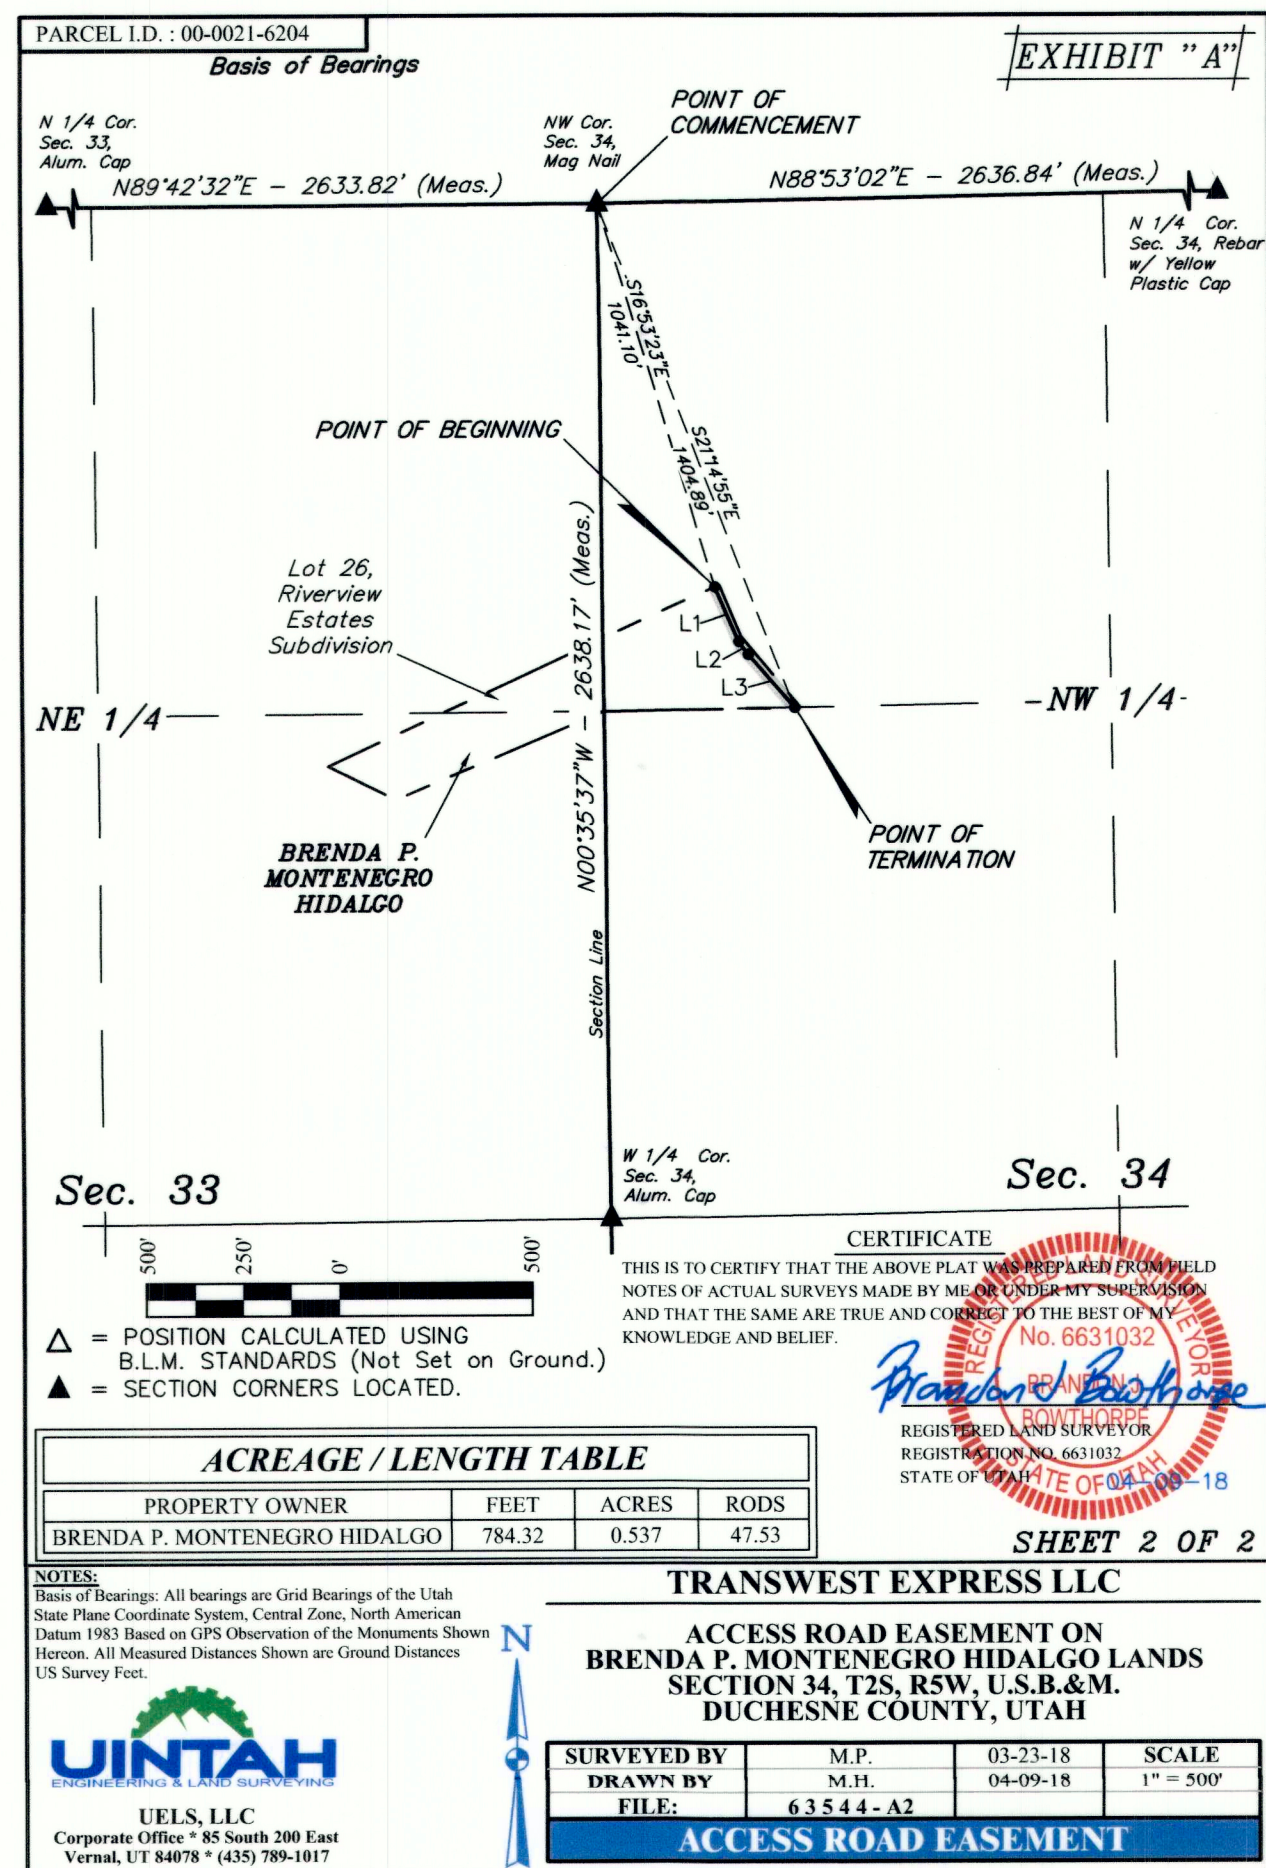 PARCEL I.D. : 00-0021-6204
EXHIBIT "A"
Basis of Bearings
POINT OF
COMMENCEMENT
N 1/4 Cor.
Sec. 33,
Alum. Cap
NW Cor.
Sec. 34,
Mag Nail
N89°42'32"E - 2633.82' (Meas.)
N88°53'02"E - 2636.84' (Meas.)
N 1/4 Cor.
Sec. 34, Rebar
w/ Yellow
Plastic Cap
S16°53'23"E
1041.10'
S21°14'55"E
1404.89'
POINT OF BEGINNING
Lot 26,
Riverview
Estates
Subdivision
L1
L2
L3
NE 1/4
NW 1/4
N00°35'37"W - 2638.17' (Meas.)
Section Line
BRENDA P.
MONTENEGRO
HIDALGO
POINT OF
TERMINATION
W 1/4 Cor.
Sec. 34,
Alum. Cap
Sec. 33
Sec. 34
500'
250'
0'
500'
△ = POSITION CALCULATED USING
B.L.M. STANDARDS (Not Set on Ground.)
▲ = SECTION CORNERS LOCATED.
CERTIFICATE
THIS IS TO CERTIFY THAT THE ABOVE PLAT WAS PREPARED FROM FIELD
NOTES OF ACTUAL SURVEYS MADE BY ME OR UNDER MY SUPERVISION
AND THAT THE SAME ARE TRUE AND CORRECT TO THE BEST OF MY
KNOWLEDGE AND BELIEF.
REGISTERED LAND SURVEYOR
No. 6631032
BRANDON J.
BOWTHORPE
STATE OF UTAH
Brandon J Bowthorpe
REGISTERED LAND SURVEYOR
REGISTRATION NO. 6631032
STATE OF UTAH
04-09-18
ACREAGE / LENGTH TABLE
PROPERTY OWNER FEET ACRES RODS
BRENDA P. MONTENEGRO HIDALGO 784.32 0.537 47.53
SHEET 2 OF 2
NOTES:
Basis of Bearings: All bearings are Grid Bearings of the Utah
State Plane Coordinate System, Central Zone, North American
Datum 1983 Based on GPS Observation of the Monuments Shown
Hereon. All Measured Distances Shown are Ground Distances
US Survey Feet.
N
UINTAH
ENGINEERING & LAND SURVEYING
UELS, LLC
Corporate Office * 85 South 200 East
Vernal, UT 84078 * (435) 789-1017
TRANSWEST EXPRESS LLC
ACCESS ROAD EASEMENT ON
BRENDA P. MONTENEGRO HIDALGO LANDS
SECTION 34, T2S, R5W, U.S.B.&M.
DUCHESNE COUNTY, UTAH
SURVEYED BY M.P. 03-23-18 SCALE
DRAWN BY M.H. 04-09-18 1" = 500'
FILE: 63544-A2
ACCESS ROAD EASEMENT